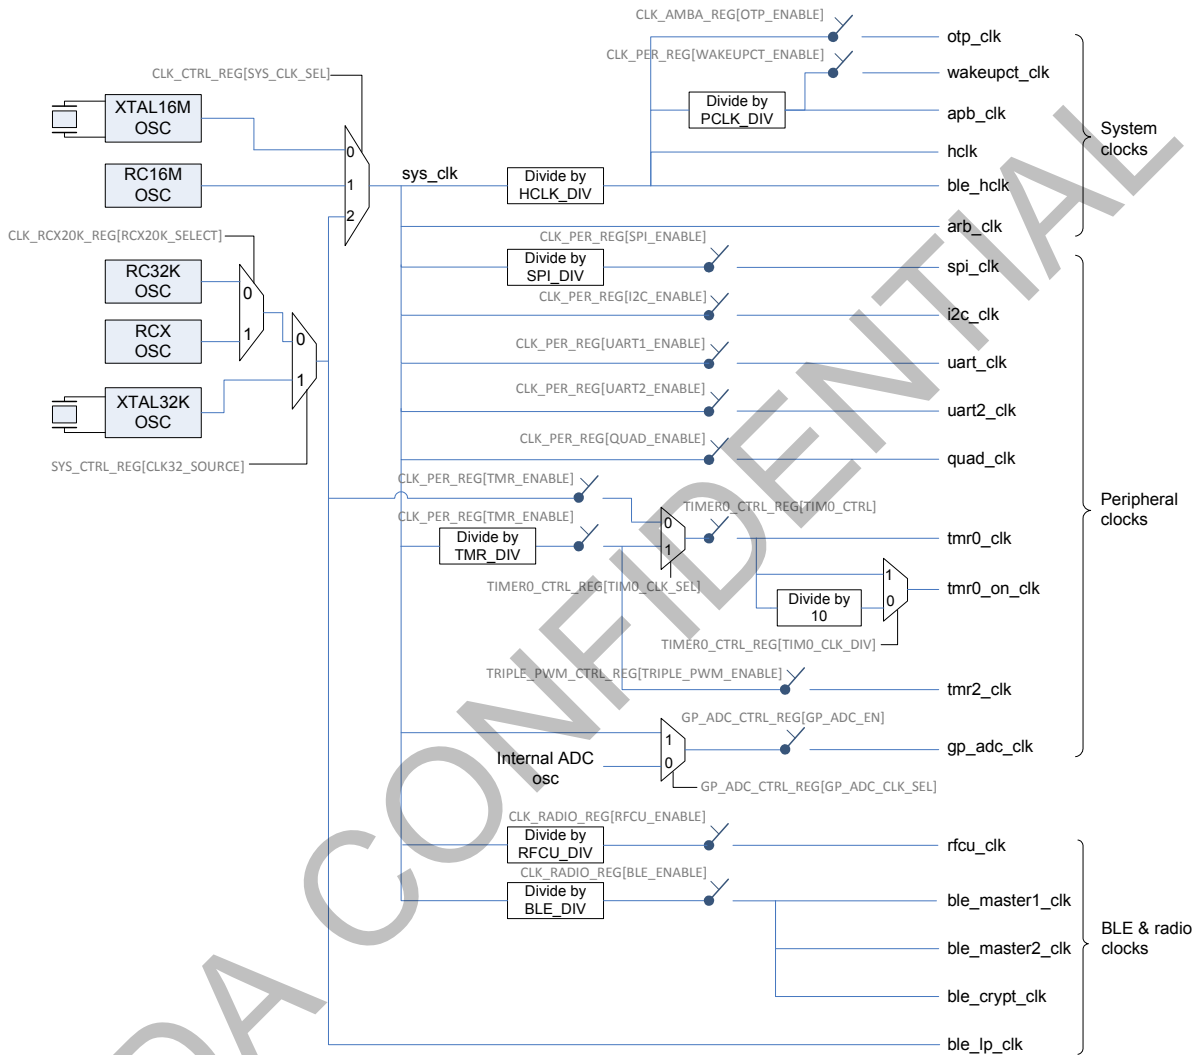 CLK_AMBA_REG[OTP_ENABLE]
otp_clk
CLK_PER_REG[WAKEUPCT_ENABLE]
wakeupct_clk
CLK_CTRL_REG[SYS_CLK_SEL]
XTAL16M
OSC
Divide by
PCLK_DIV
apb_clk
System
clocks
0
hclk
RC16M
OSC
1
sys_clk
Divide by
HCLK_DIV
ble_hclk
2
arb_clk
CLK_RCX20K_REG[RCX20K_SELECT]
CLK_PER_REG[SPI_ENABLE]
RC32K
OSC
0
Divide by
SPI_DIV
spi_clk
CLK_PER_REG[I2C_ENABLE]
i2c_clk
RCX
OSC
1
0
CLK_PER_REG[UART1_ENABLE]
uart_clk
1
XTAL32K
OSC
CLK_PER_REG[UART2_ENABLE]
uart2_clk
CLK_PER_REG[QUAD_ENABLE]
quad_clk
SYS_CTRL_REG[CLK32_SOURCE]
CLK_PER_REG[TMR_ENABLE]
Peripheral
clocks
TIMER0_CTRL_REG[TIM0_CTRL]
CLK_PER_REG[TMR_ENABLE]
0
Divide by
TMR_DIV
1
tmr0_clk
TIMER0_CTRL_REG[TIM0_CLK_SEL]
1
tmr0_on_clk
Divide by
10
0
TIMER0_CTRL_REG[TIM0_CLK_DIV]
TRIPLE_PWM_CTRL_REG[TRIPLE_PWM_ENABLE]
tmr2_clk
GP_ADC_CTRL_REG[GP_ADC_EN]
1
gp_adc_clk
Internal ADC
osc
0
GP_ADC_CTRL_REG[GP_ADC_CLK_SEL]
CLK_RADIO_REG[RFCU_ENABLE]
Divide by
RFCU_DIV
rfcu_clk
CLK_RADIO_REG[BLE_ENABLE]
Divide by
BLE_DIV
ble_master1_clk
BLE & radio
clocks
ble_master2_clk
ble_crypt_clk
ble_lp_clk
DA CONFIDENTIAL